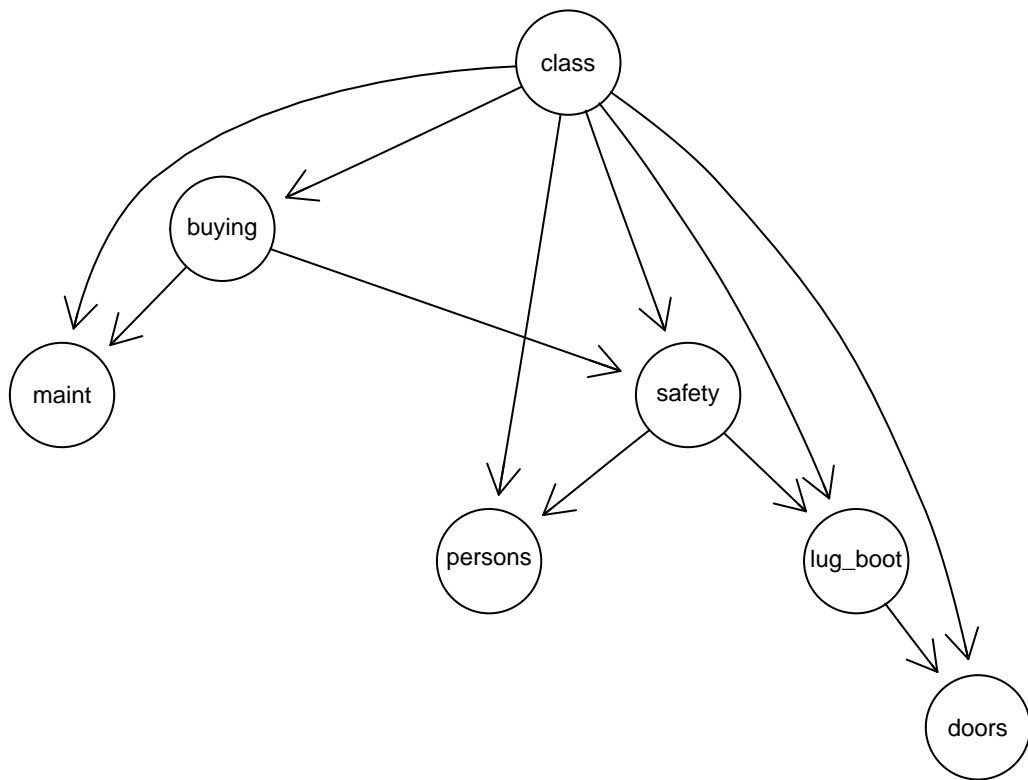 class
buying
maint
safety
persons
lug_boot
doors